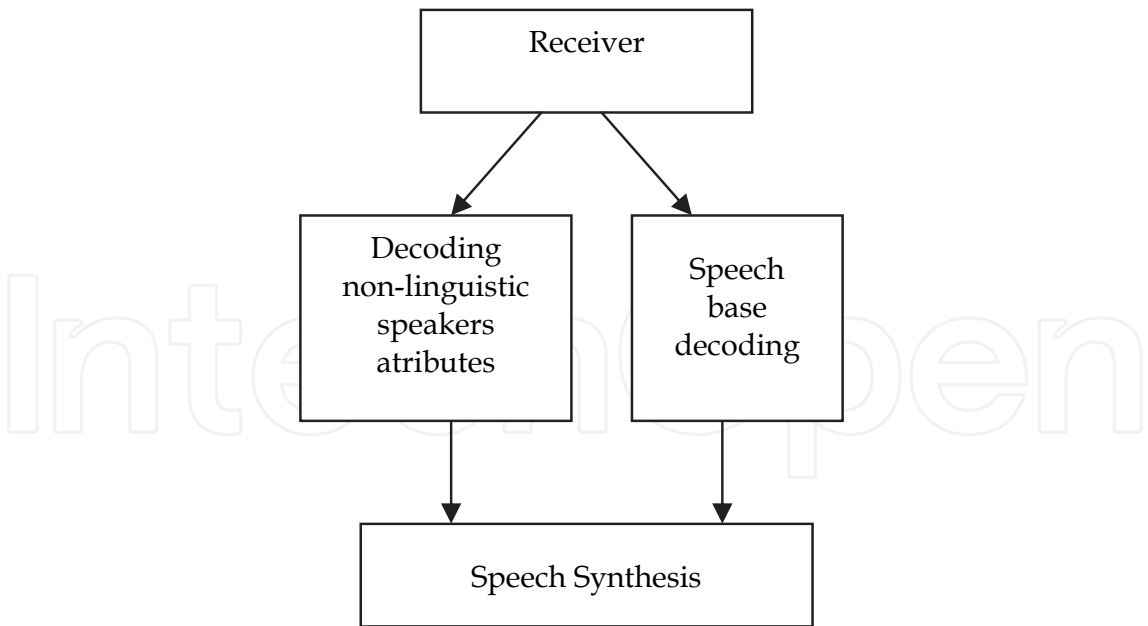 Receiver
Decoding
non-linguistic
speakers
atributes
Speech
base
decoding
Speech Synthesis
IntechOpen